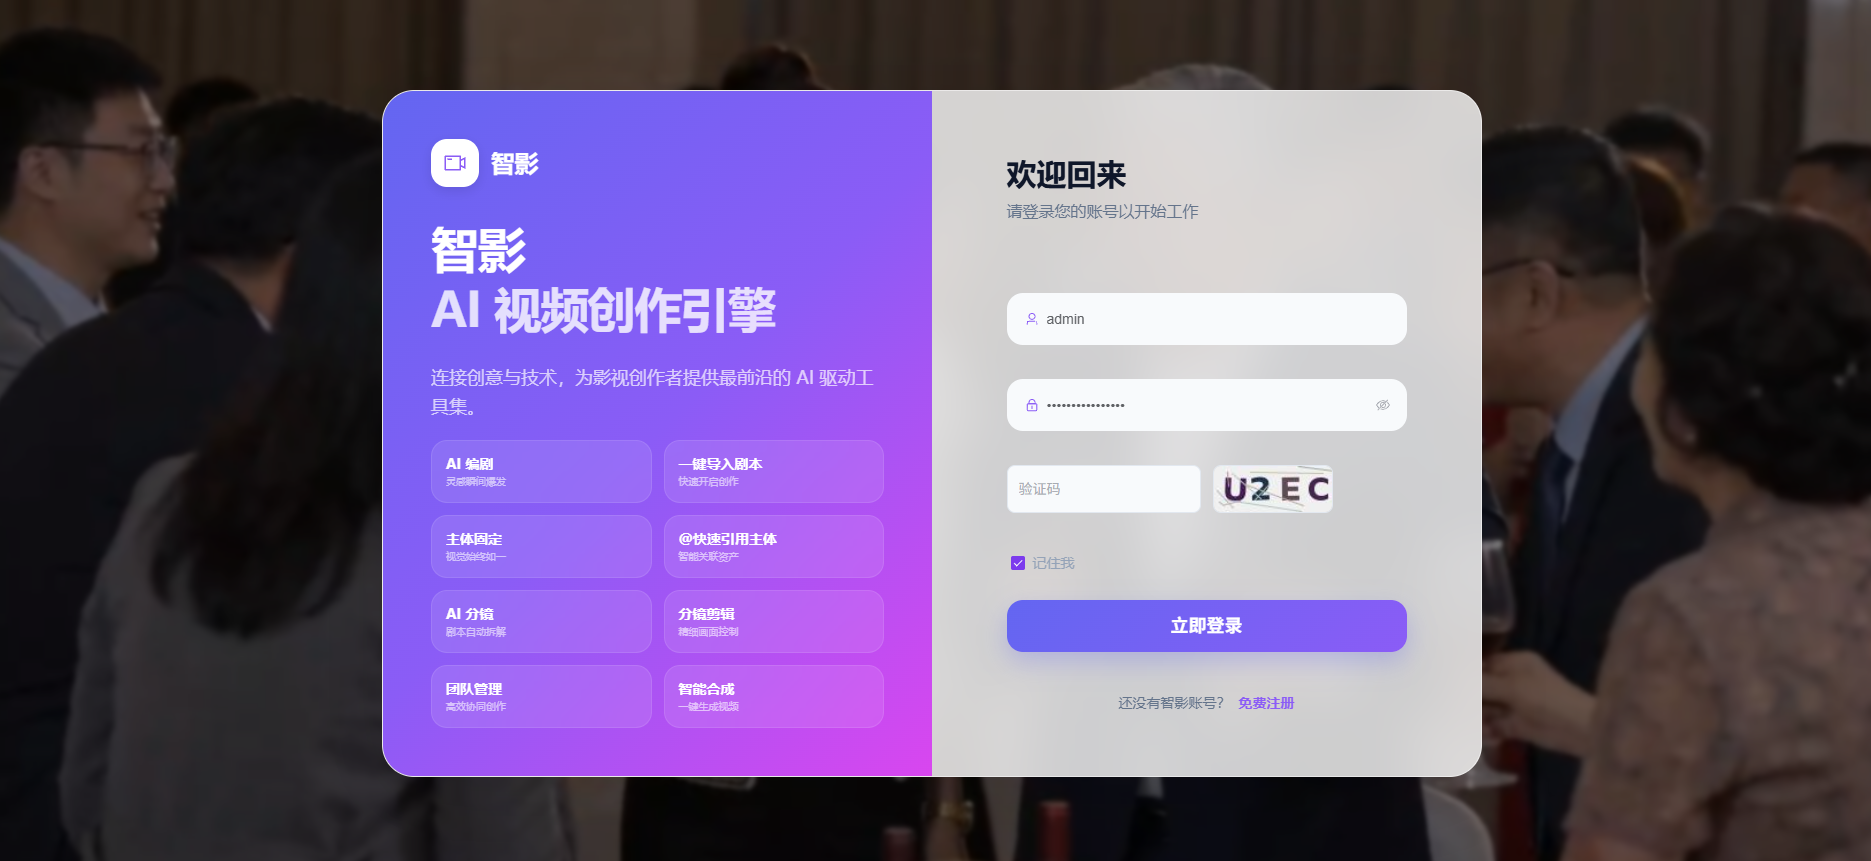 智影
智影
AI 视频创作引擎
连接创意与技术，为影视创作者提供最前沿的 AI 驱动工
具集。
AI 编剧
灵感瞬间爆发
一键导入剧本
快速开启创作
主体固定
视觉始终如一
@快速引用主体
智能关联资产
AI 分镜
剧本自动拆解
分镜剪辑
精细画面控制
团队管理
高效协同创作
智能合成
一键生成视频
欢迎回来
请登录您的账号以开始工作
admin
••••••••••••••••
验证码
U2EC
记住我
立即登录
还没有智影账号？ 免费注册